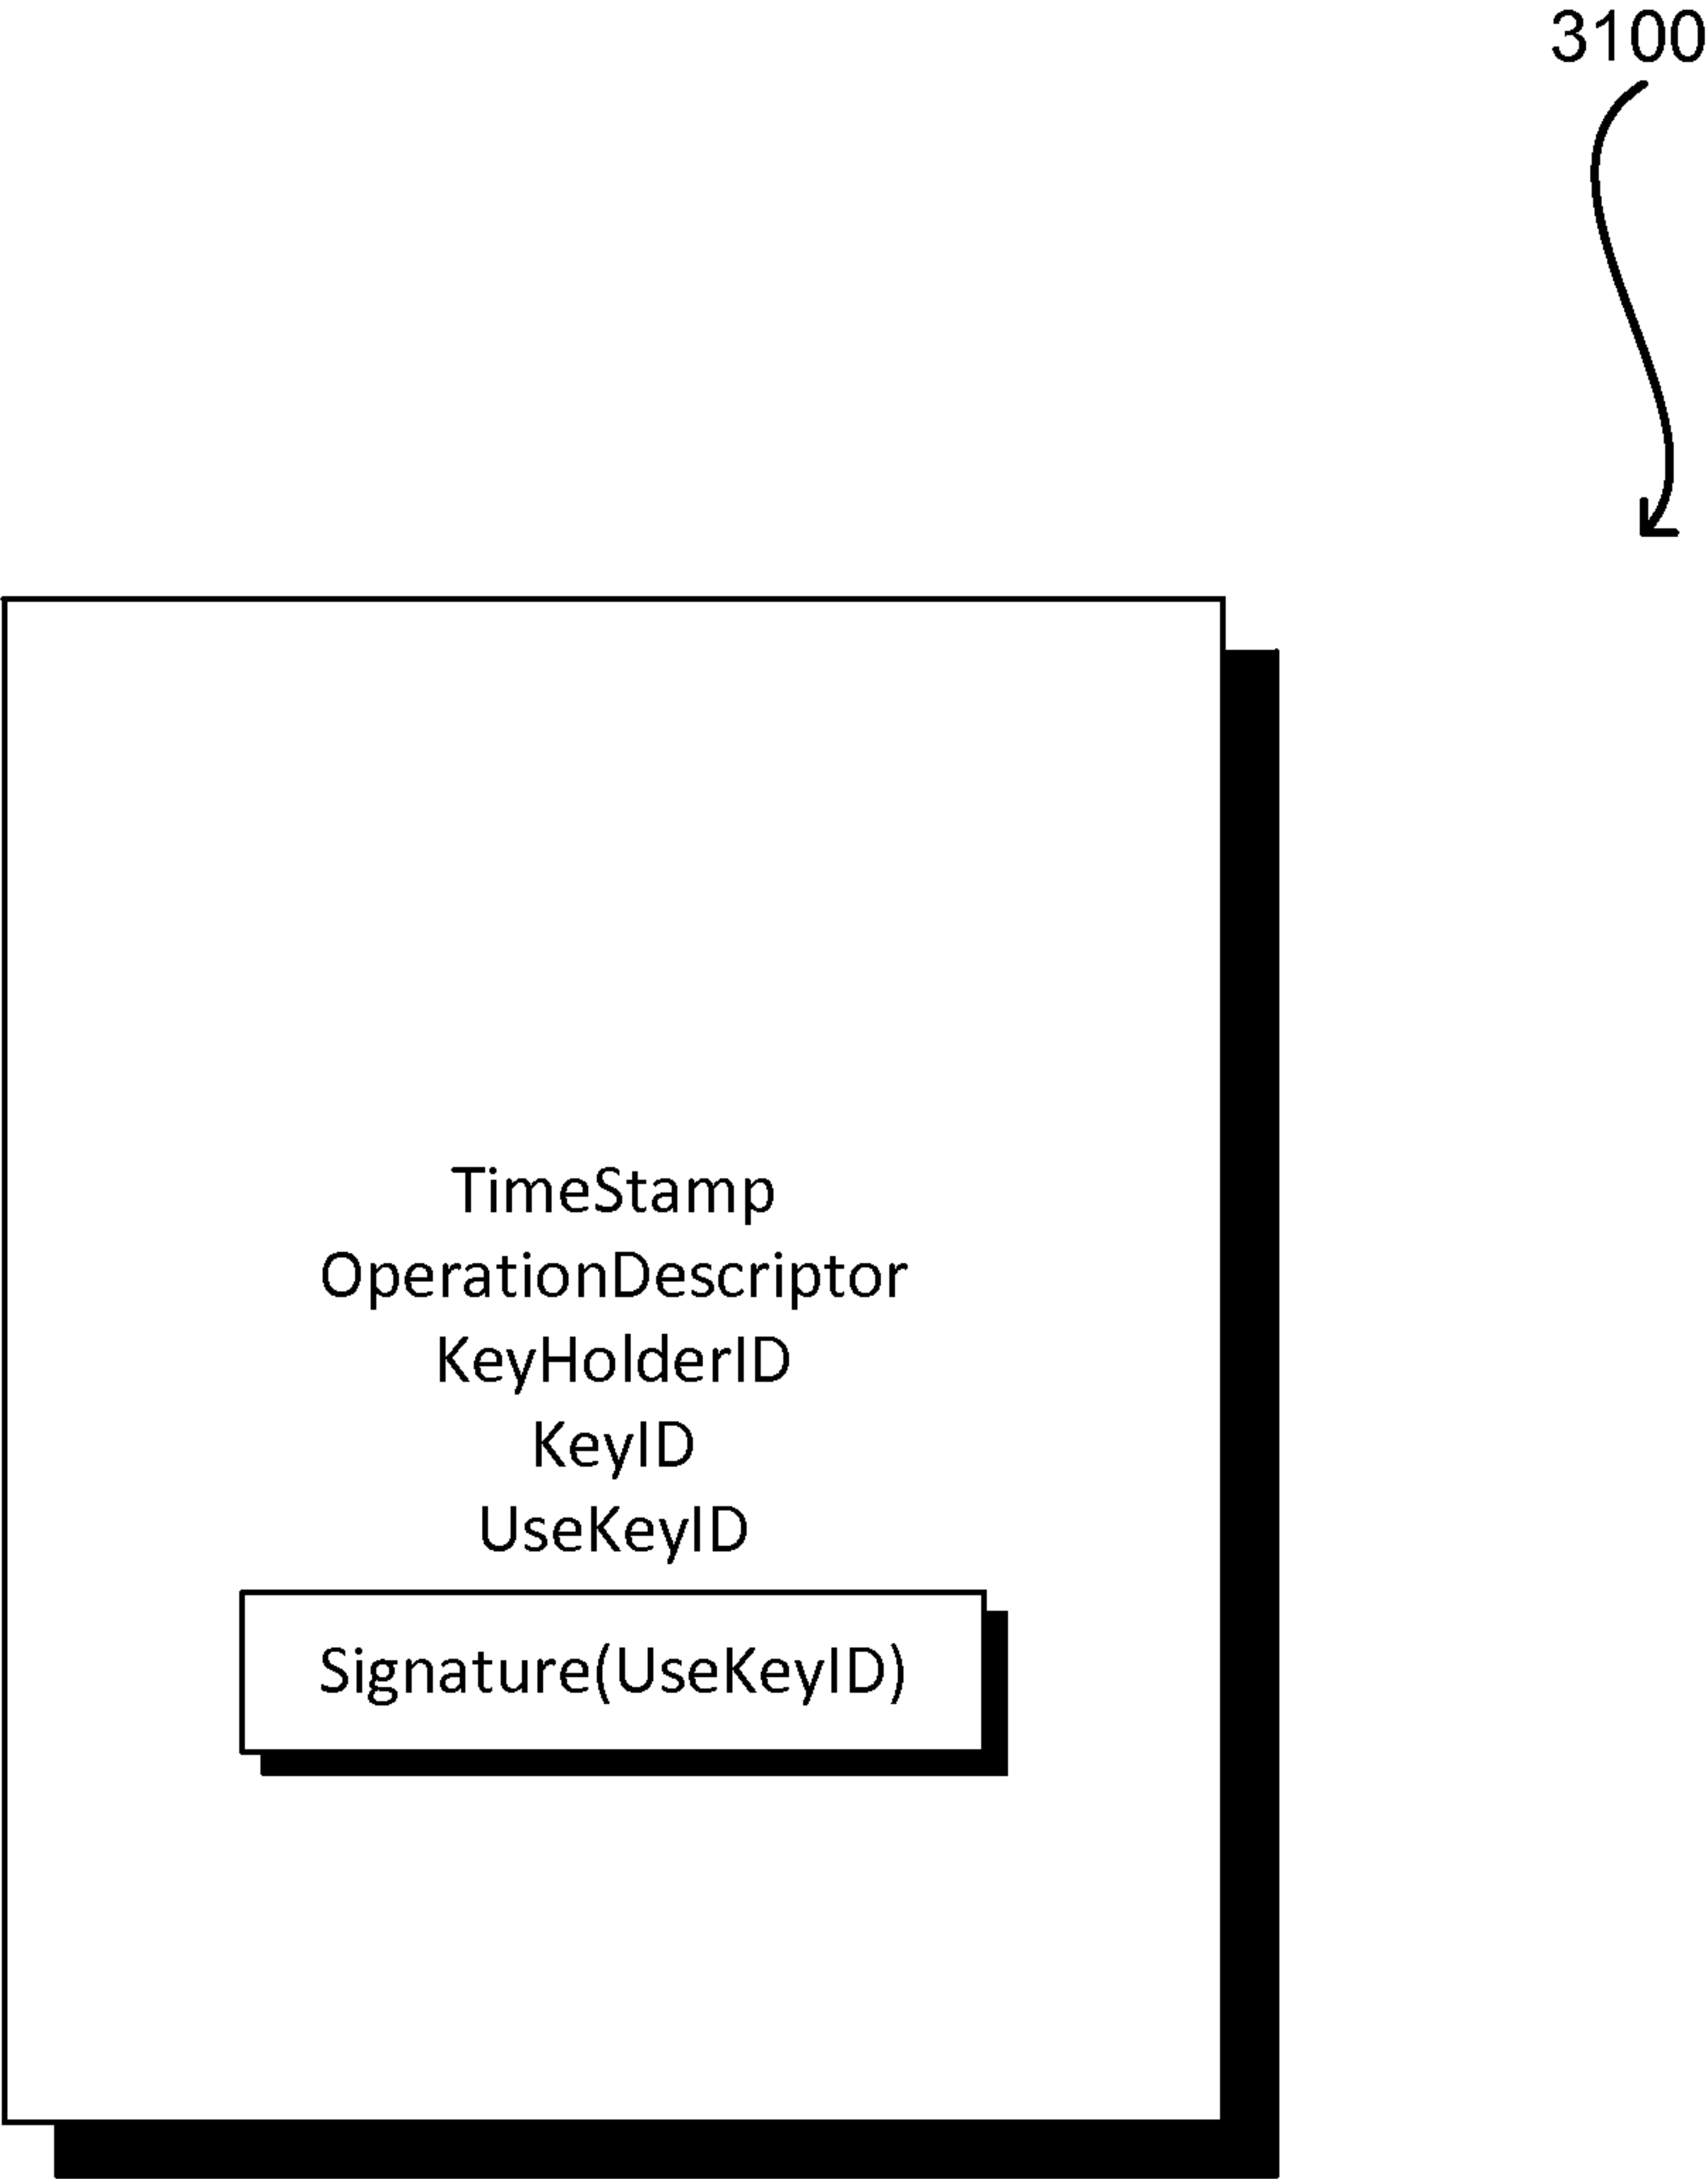 3100
TimeStamp
OperationDescriptor
KeyHolderID
KeyID
UseKeyID
Signature(UseKeyID)